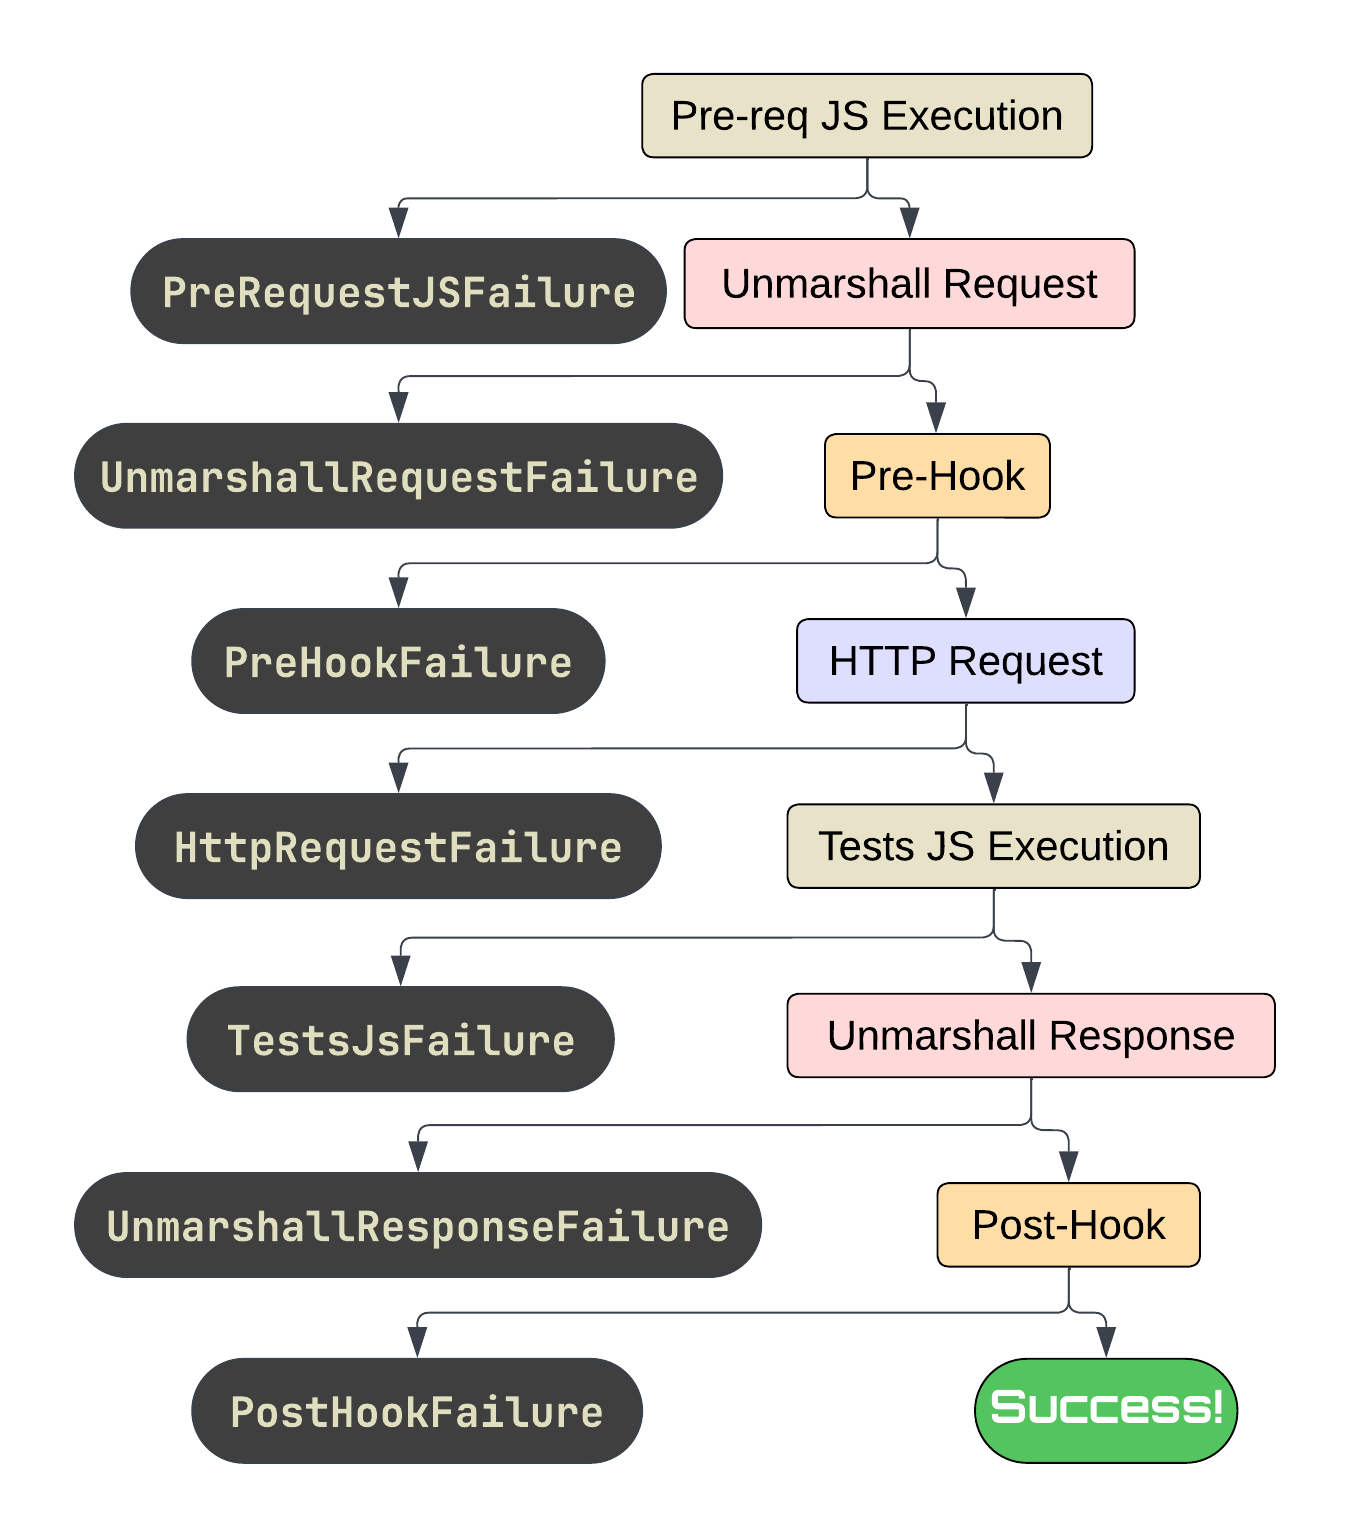 Pre-req JS Execution
PreRequestJSFailure
Unmarshall Request
UnmarshallRequestFailure
Pre-Hook
PreHookFailure
HTTP Request
HttpRequestFailure
Tests JS Execution
TestsJsFailure
Unmarshall Response
UnmarshallResponseFailure
Post-Hook
PostHookFailure
Success!